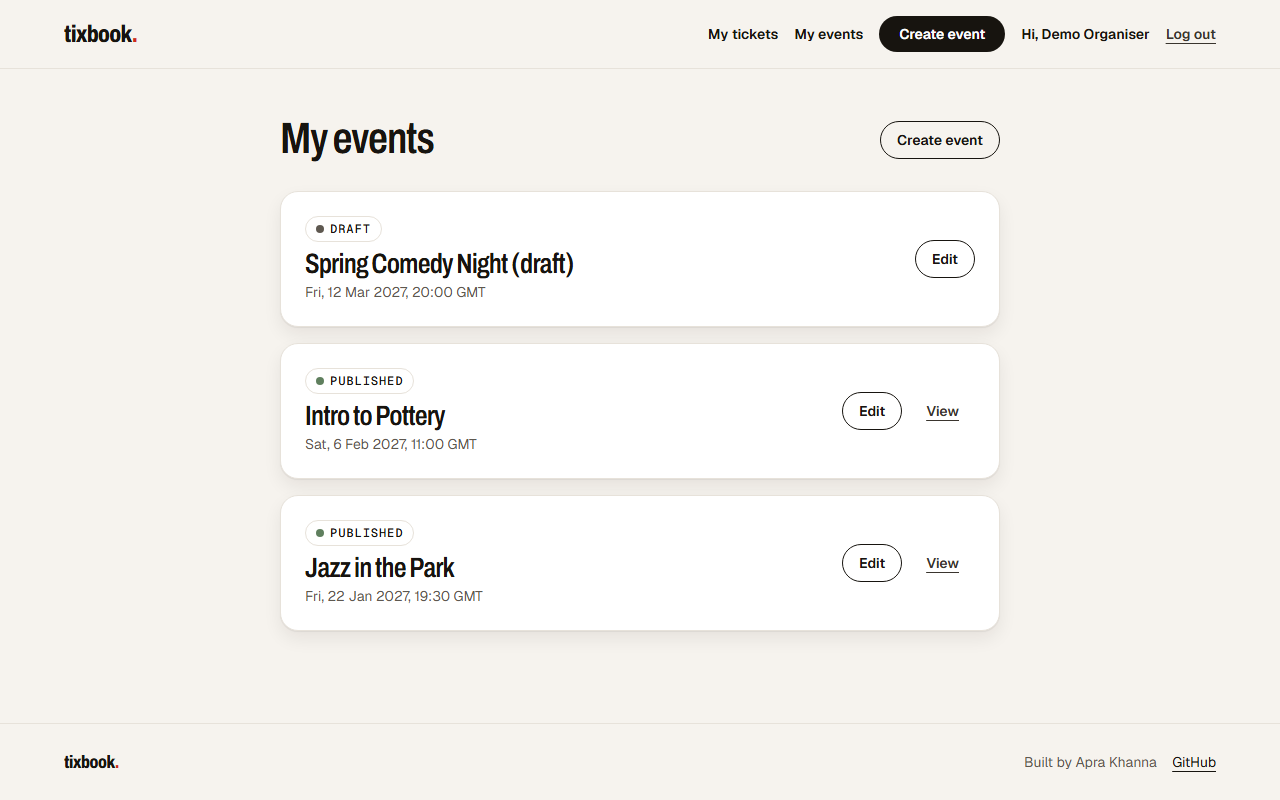 tixbook.
My tickets My events Create event Hi, Demo Organiser Log out
My events
Create event
DRAFT
Spring Comedy Night (draft)
Fri, 12 Mar 2027, 20:00 GMT
Edit
PUBLISHED
Intro to Pottery
Sat, 6 Feb 2027, 11:00 GMT
Edit View
PUBLISHED
Jazz in the Park
Fri, 22 Jan 2027, 19:30 GMT
Edit View
tixbook.
Built by Apra Khanna GitHub